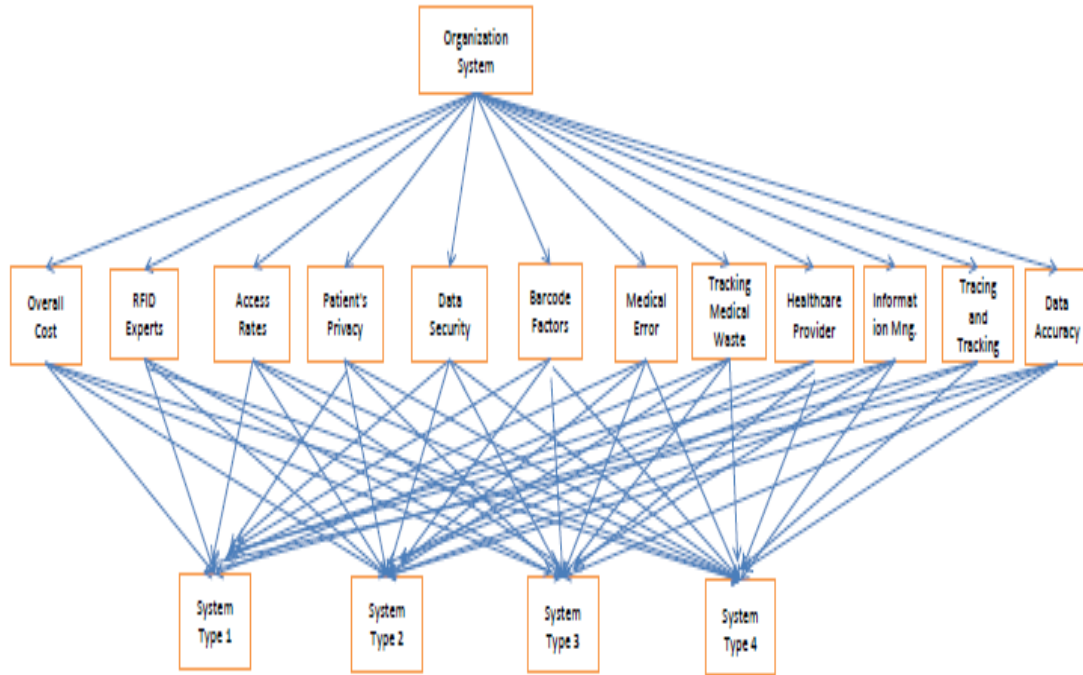 Organization
System
Overall
Cost
RFID
Experts
Access
Rates
Patient's
Privacy
Data
Security
Barcode
Factors
Medical
Error
Tracking
Medical
Waste
Healthcare
Provider
Informat
ion Mng.
Tracing
and
Tracking
Data
Accuracy
System
Type 1
System
Type 2
System
Type 3
System
Type 4